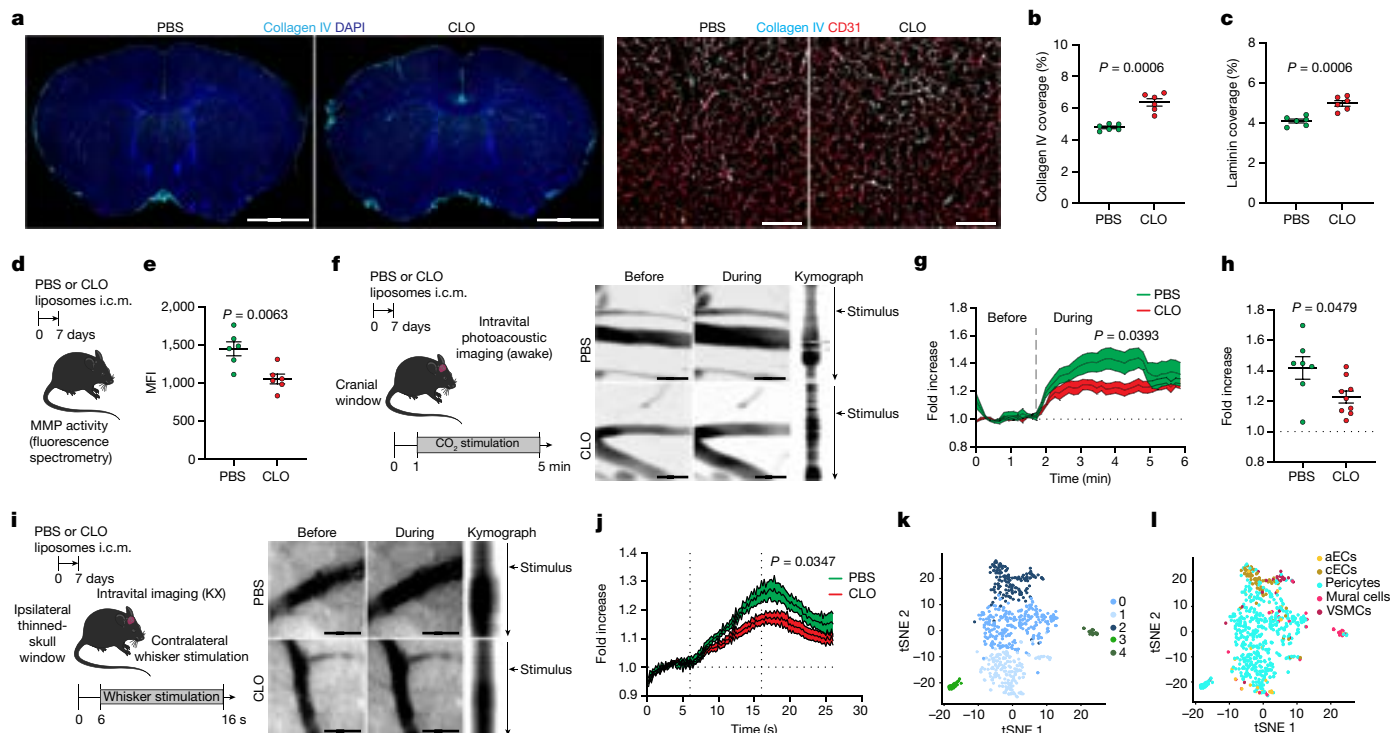 a
PBS
Collagen IV DAPI
CLO
PBS
Collagen IV CD31
CLO
b
Collagen IV coverage (%)
10
8
6
4
2
0
P = 0.0006
PBS
CLO
c
Laminin coverage (%)
8
6
4
2
0
P = 0.0006
PBS
CLO
d
PBS or CLO
liposomes i.c.m.
0
7 days
MMP activity
(fluorescence
spectrometry)
e
MFI
2,000
1,500
1,000
500
0
P = 0.0063
PBS
CLO
f
PBS or CLO
liposomes i.c.m.
0
7 days
Intravital
photoacoustic
imaging (awake)
Cranial
window
CO2 stimulation
0
1
5 min
Before
During
Kymograph
PBS
Stimulus
CLO
Stimulus
g
Fold increase
1.8
1.6
1.4
1.2
1.0
0.8
Before
During
PBS
CLO
P = 0.0393
0
1
2
3
4
5
6
Time (min)
h
Fold increase
1.8
1.6
1.4
1.2
1.0
0.8
P = 0.0479
PBS
CLO
i
PBS or CLO
liposomes i.c.m.
0
7 days
Intravital imaging (KX)
Ipsilateral
thinned-
skull
window
Contralateral
whisker stimulation
Whisker stimulation
0
6
16 s
Before
During
Kymograph
PBS
Stimulus
CLO
Stimulus
j
Fold increase
1.4
1.3
1.2
1.1
1.0
0.9
P = 0.0347
PBS
CLO
0
5
10
15
20
25
30
Time (s)
k
tSNE 2
20
10
0
−10
−20
−20
−10
0
10
20
tSNE 1
0
1
2
3
4
l
tSNE 2
20
10
0
−10
−20
−20
−10
0
10
20
tSNE 1
aECs
cECs
Pericytes
Mural cells
VSMCs